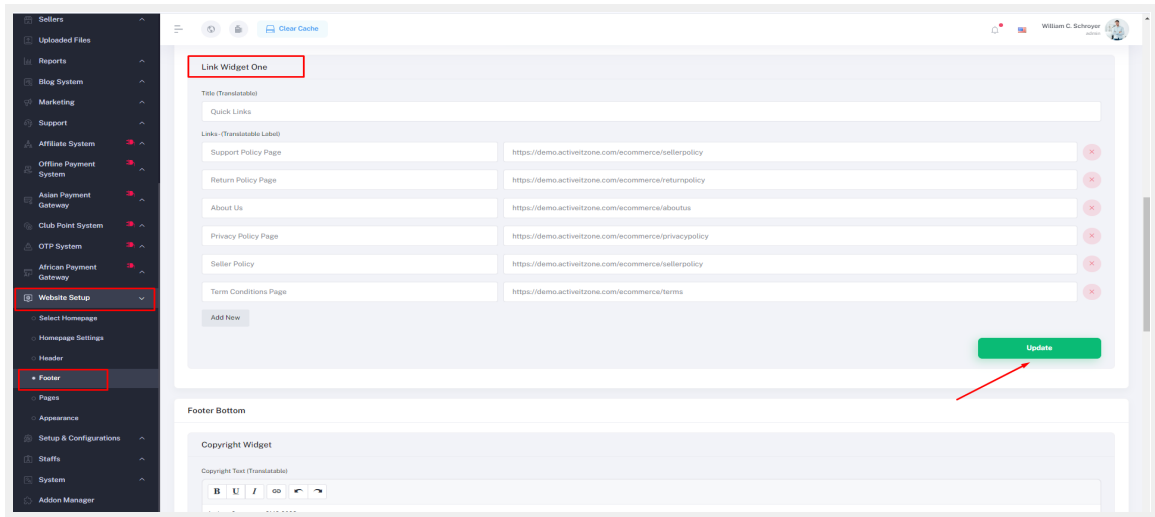 Sellers
Uploaded Files
Reports
Blog System
Marketing
Support
Affiliate System
Offline Payment
System
Asian Payment
Gateway
Club Point System
OTP System
African Payment
Gateway
Website Setup
Select Homepage
Homepage Settings
Header
Footer
Pages
Appearance
Setup & Configurations
Staffs
System
Addon Manager
Clear Cache
William C. Schroyer
admin
Link Widget One
Title (Translatable)
Quick Links
Links - (Translatable Label)
Support Policy Page https://demo.activeitzone.com/ecommerce/sellerpolicy
Return Policy Page https://demo.activeitzone.com/ecommerce/returnpolicy
About Us https://demo.activeitzone.com/ecommerce/aboutus
Privacy Policy Page https://demo.activeitzone.com/ecommerce/privacypolicy
Seller Policy https://demo.activeitzone.com/ecommerce/sellerpolicy
Term Conditions Page https://demo.activeitzone.com/ecommerce/terms
Add New
Update
Footer Bottom
Copyright Widget
Copyright Text (Translatable)
B U I